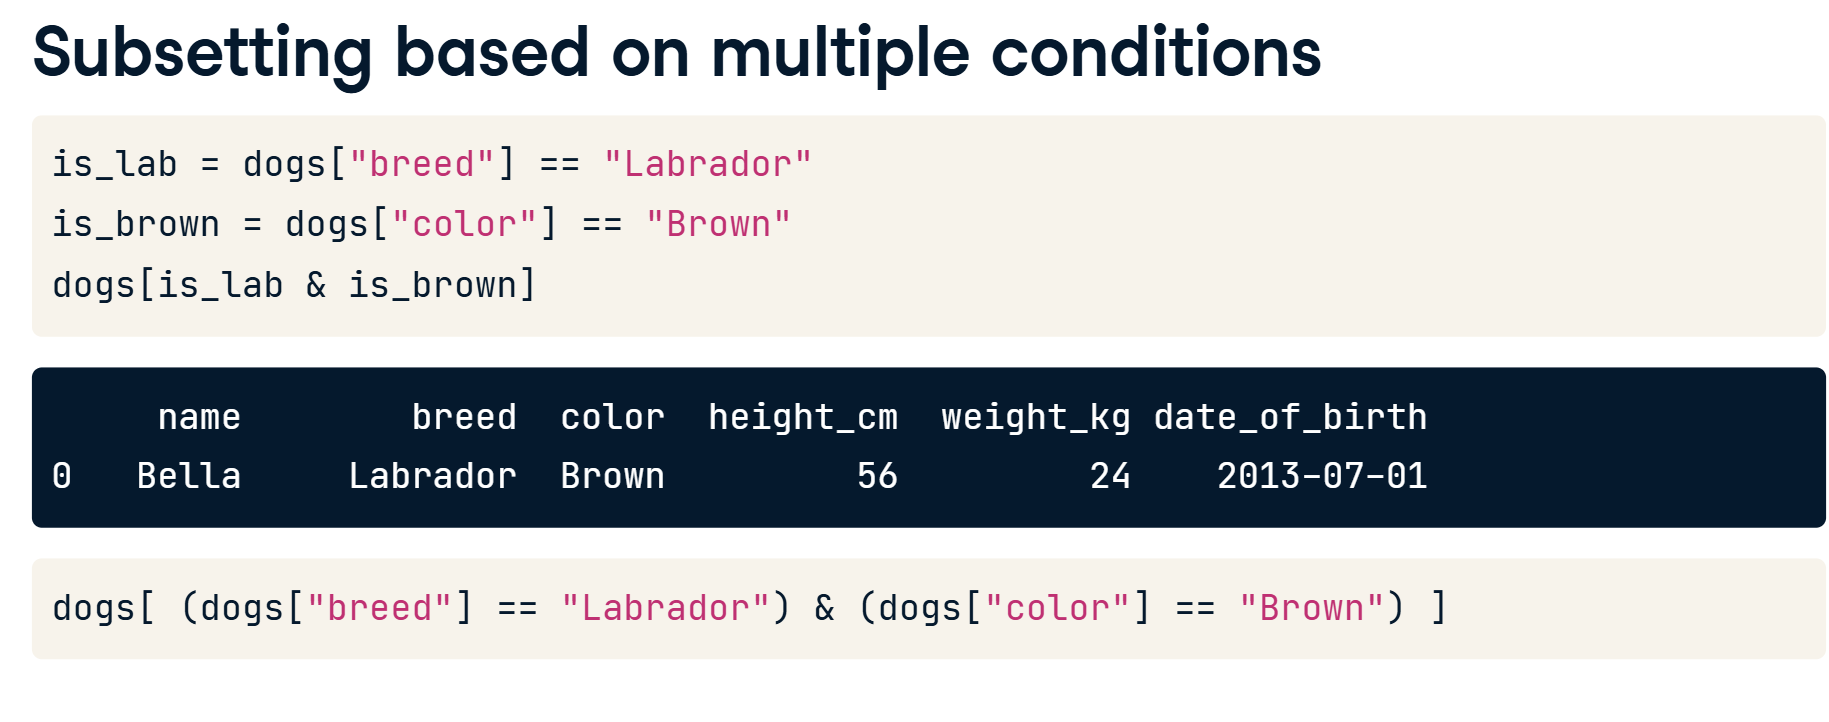 Subsetting based on multiple conditions
is_lab = dogs["breed"] == "Labrador"
is_brown = dogs["color"] == "Brown"
dogs[is_lab & is_brown]
     name        breed  color  height_cm  weight_kg date_of_birth
0   Bella     Labrador  Brown         56         24    2013-07-01
dogs[ (dogs["breed"] == "Labrador") & (dogs["color"] == "Brown") ]